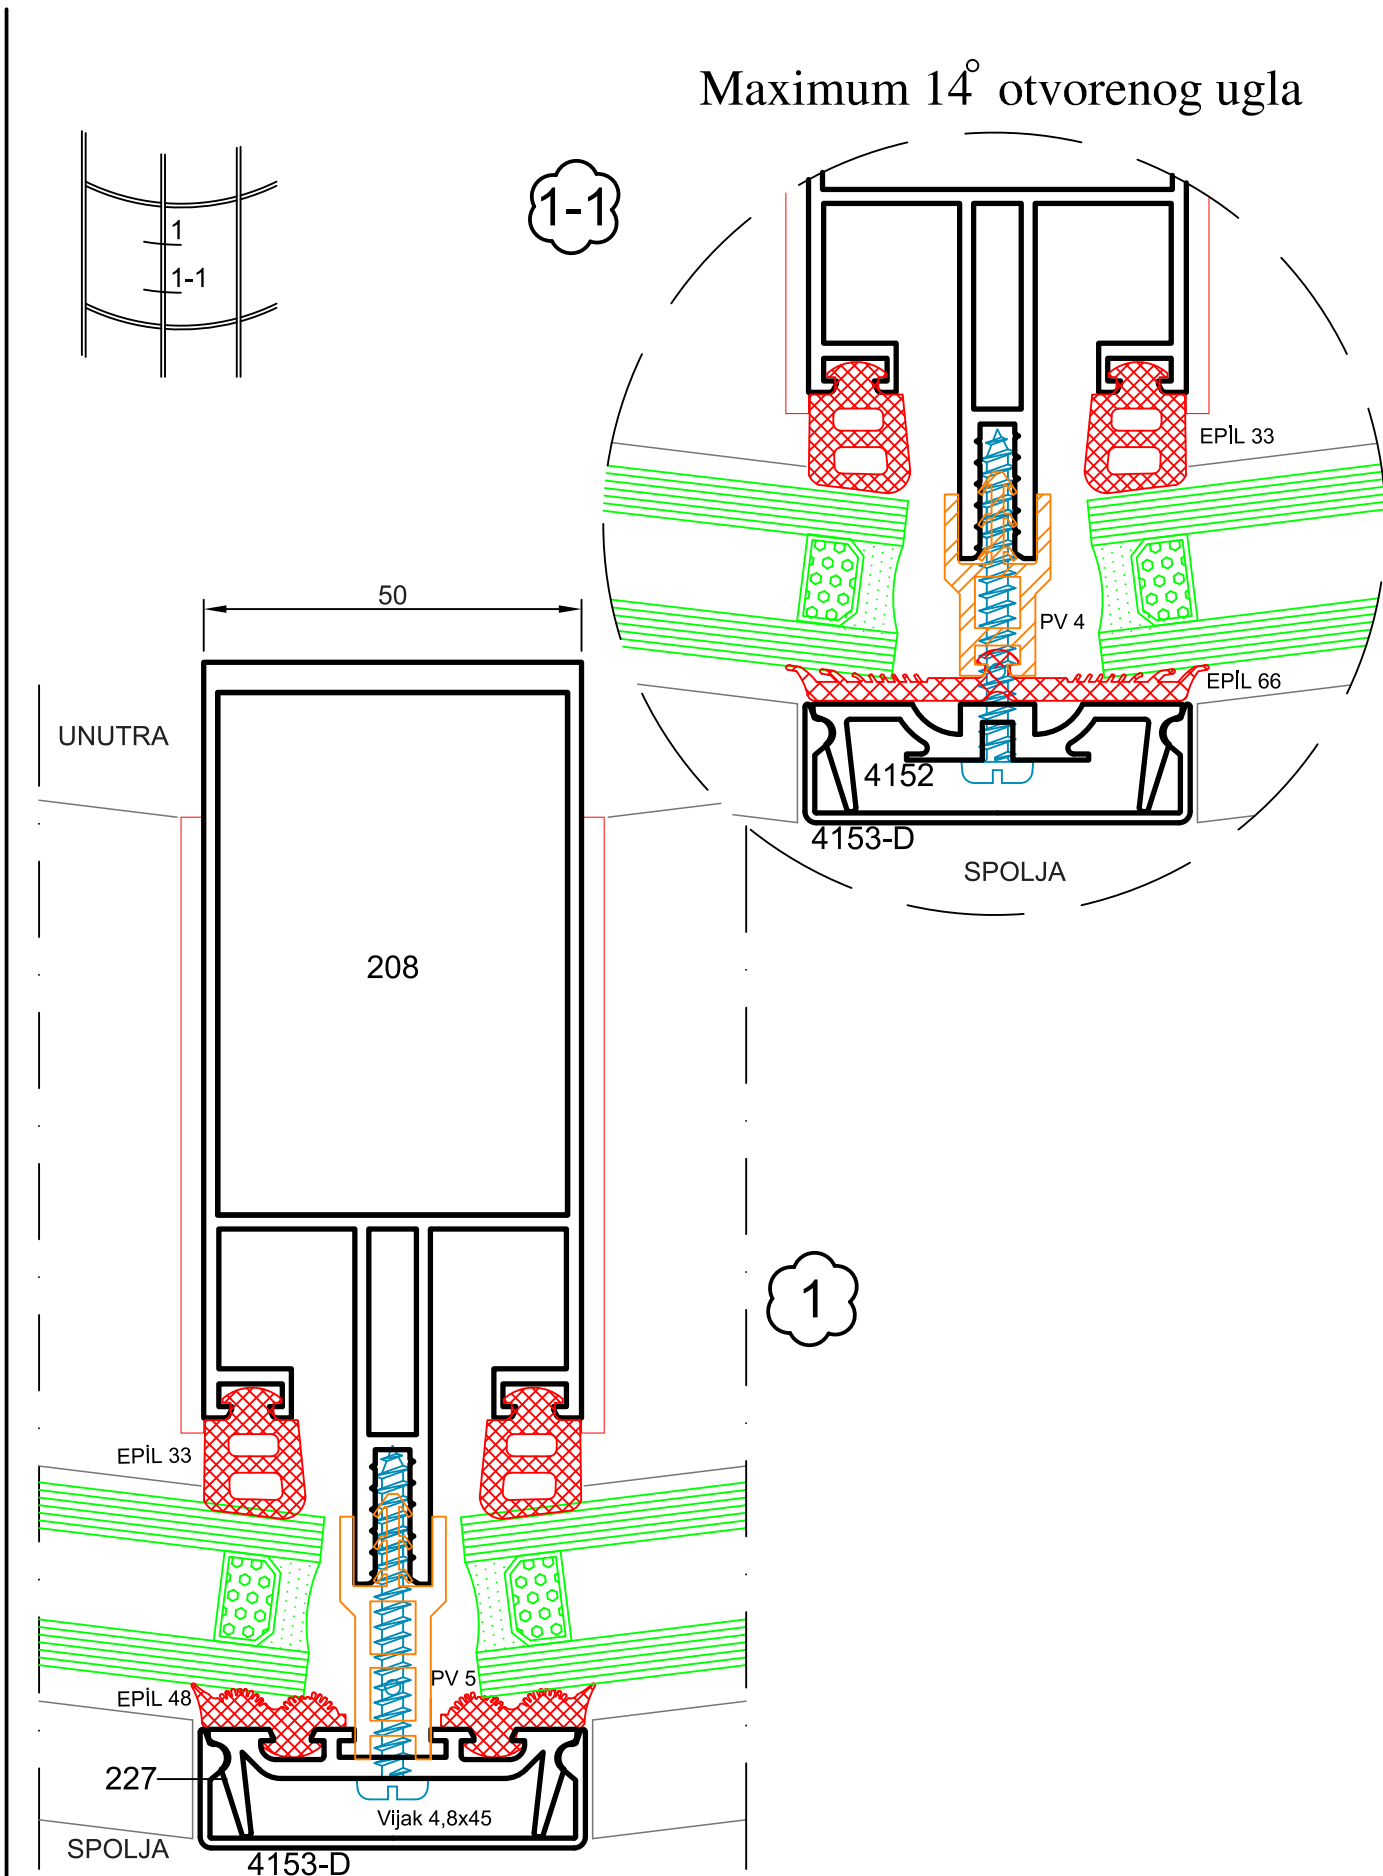 Maximum 14° otvorenog ugla
1-1
1
1-1
EPİL 33
50
PV 4
EPİL 66
UNUTRA
4152
4153-D
SPOLJA
208
1
EPİL 33
PV 5
EPİL 48
227
Vijak 4,8x45
SPOLJA
4153-D